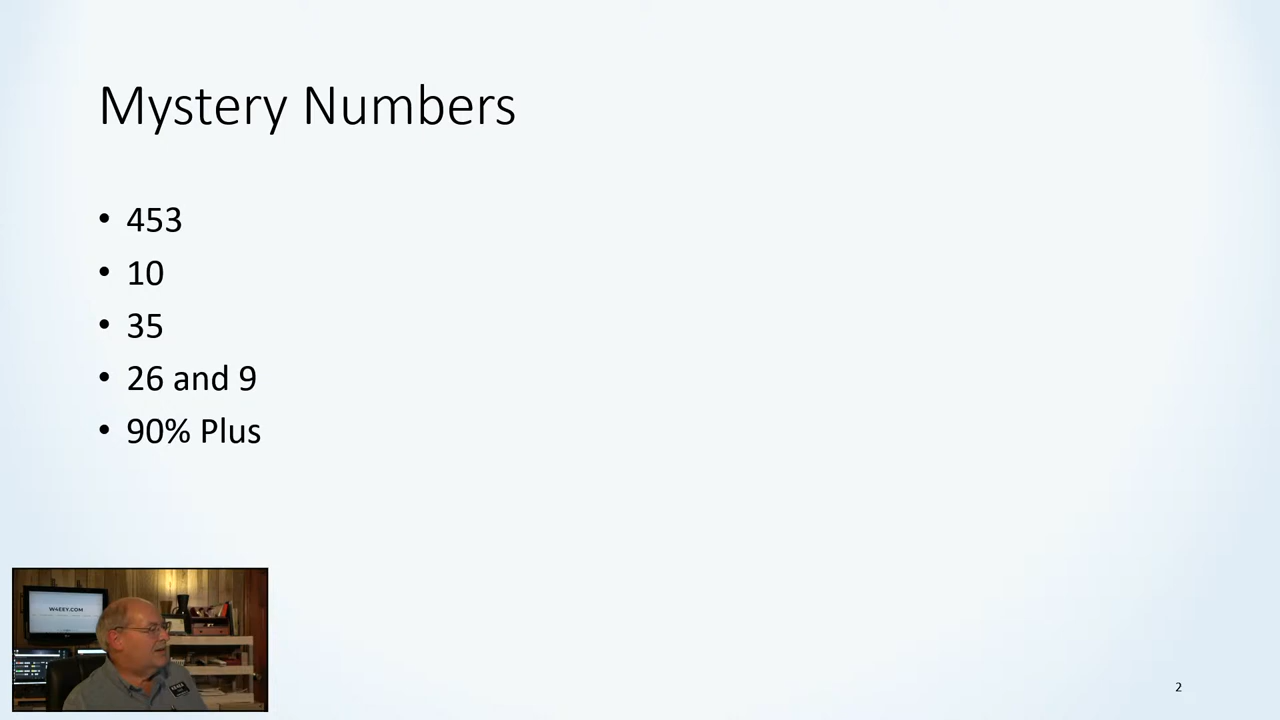 Mystery Numbers
• 453
• 10
• 35
• 26 and 9
• 90% Plus
W4EEY.COM
2